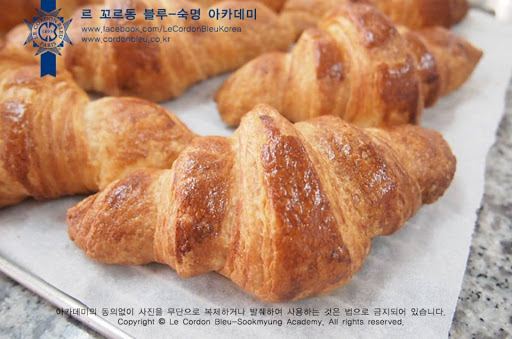 르 꼬르동 블루-숙명 아카데미
www.facebook.com/LeCordonBleuKorea
www.cordonbleu.co.kr
아카데미의 동의없이 사진을 무단으로 복제하거나 발췌하여 사용하는 것은 법으로 금지되어 있습니다.
Copyright © Le Cordon Bleu-Sookmyung Academy. All rights reserved.